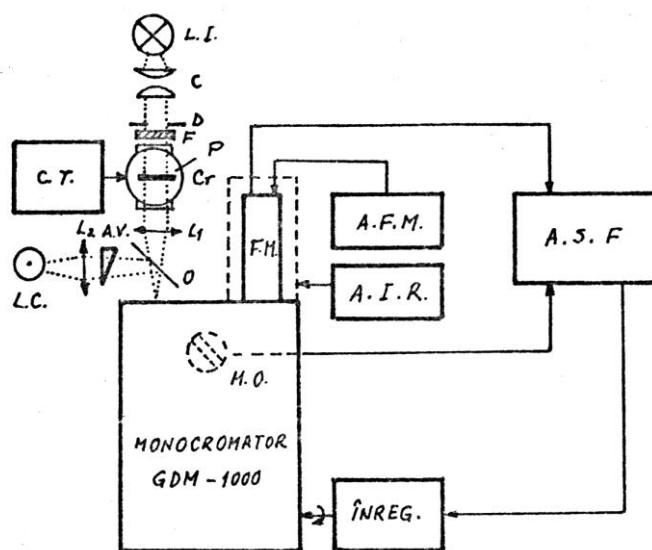 L.I.
C
D
F
P
C.T.
Cr
L₂ A.V. L₁
F.M.
A.F.M.
A.S.F
L.C.
O
A.I.R.
M.O.
MONOCROMATOR
GDM-1000
ÎNREG.